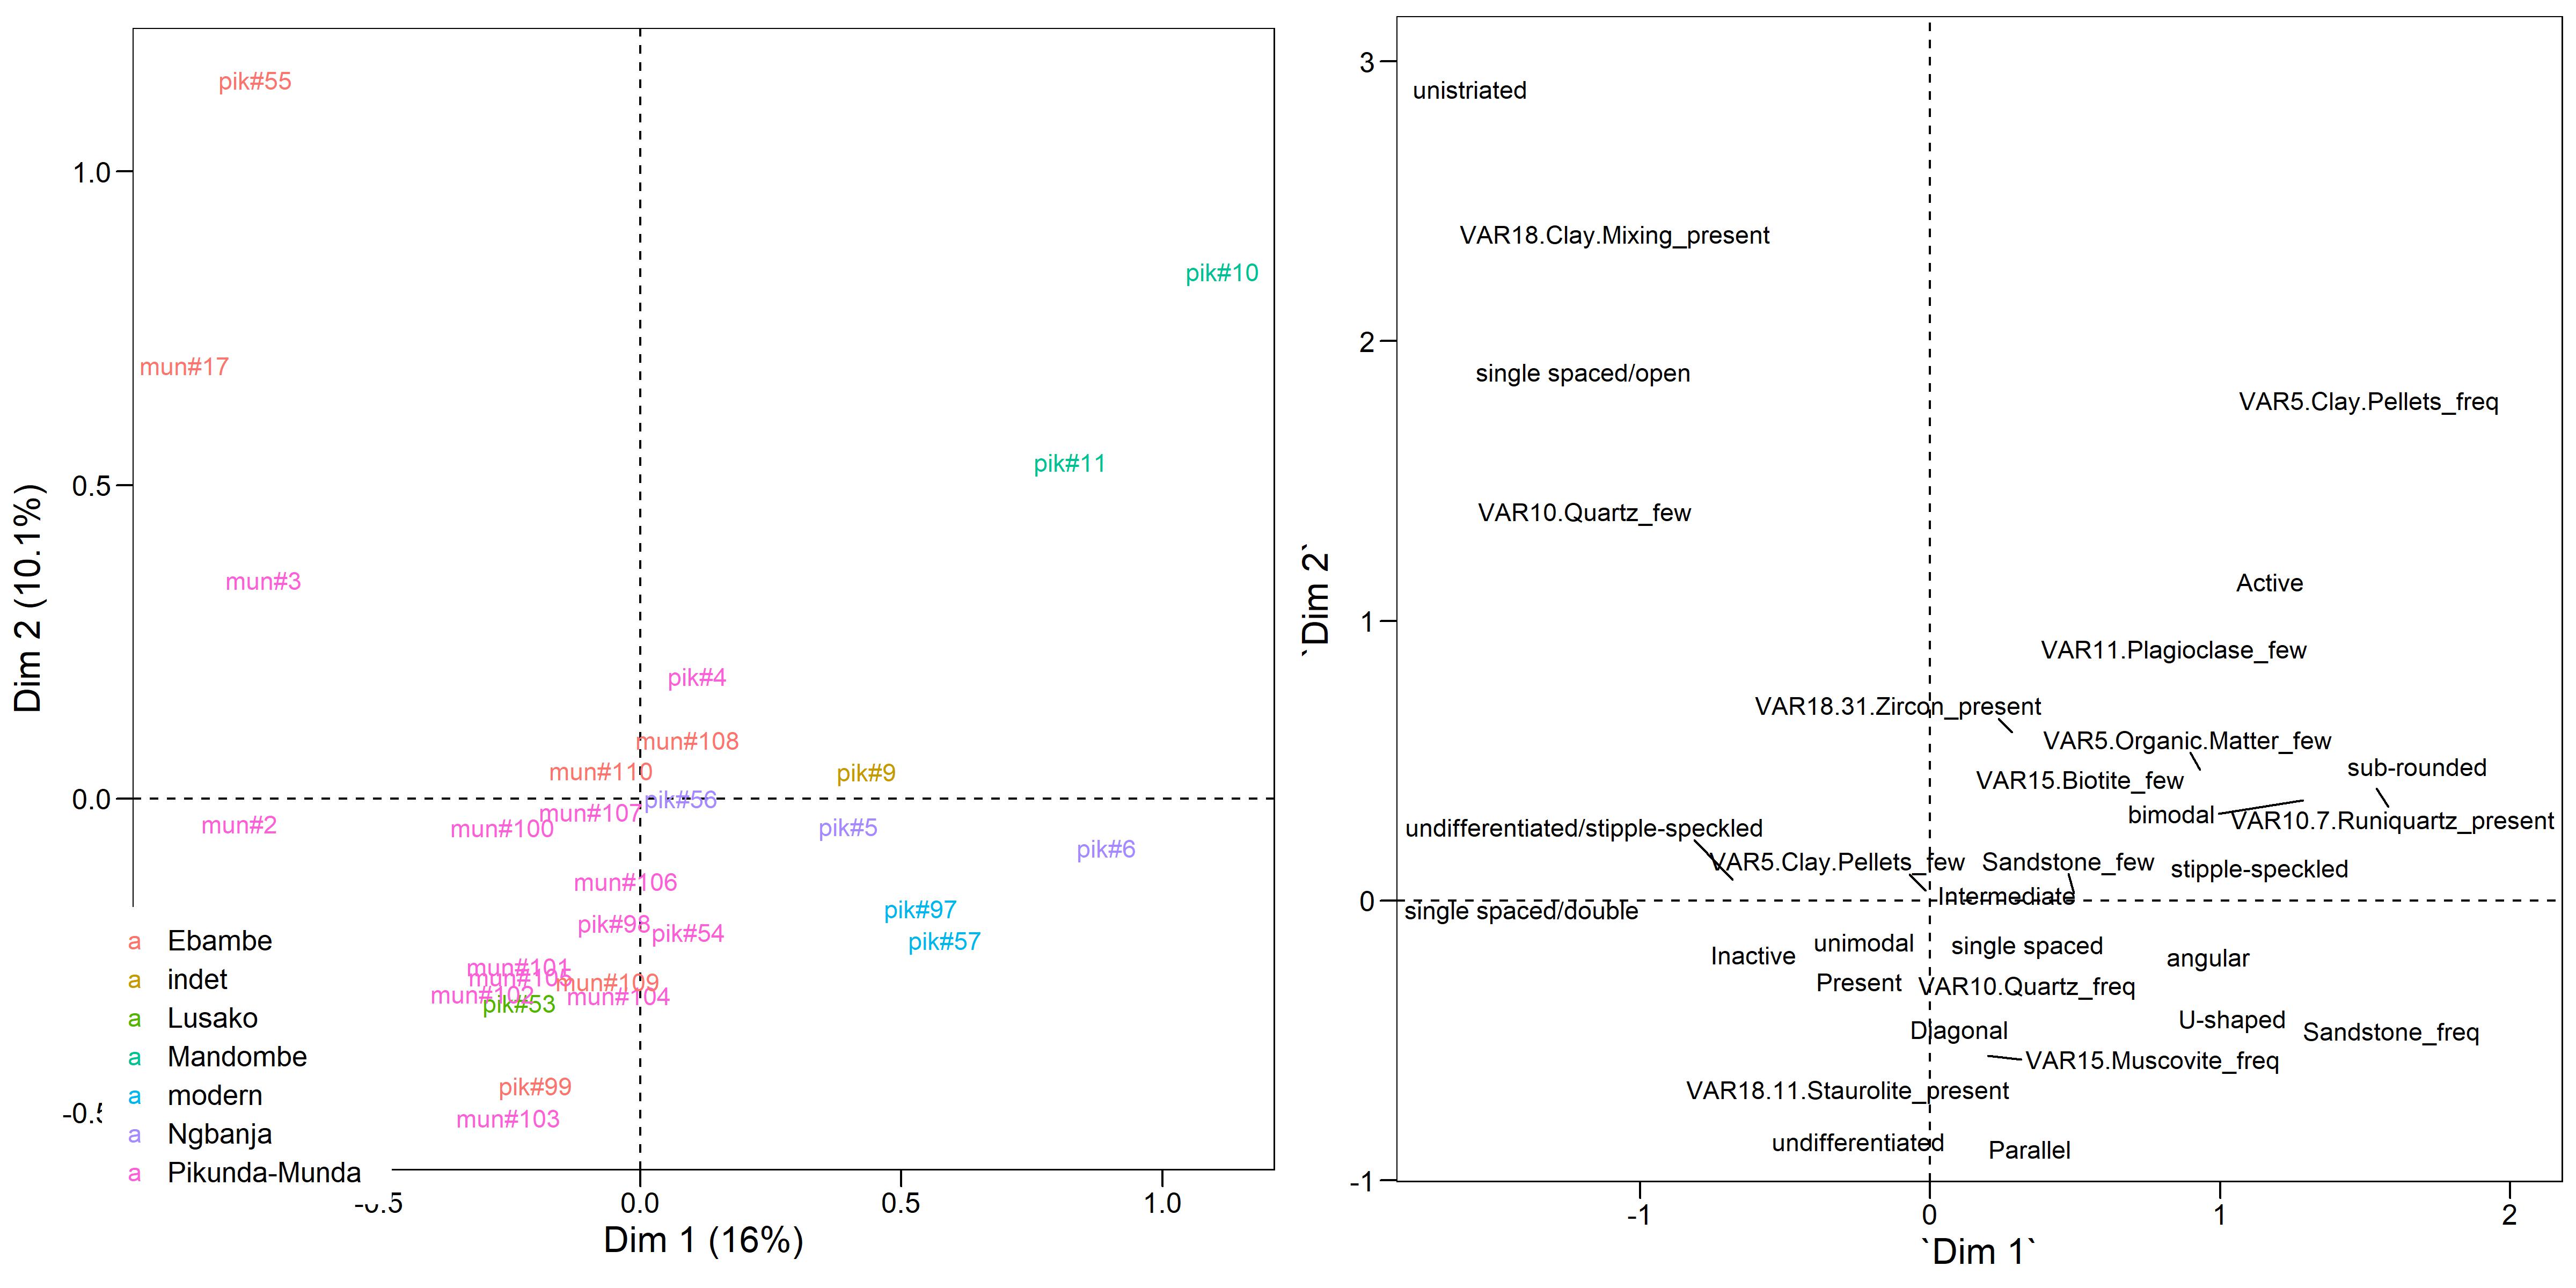 pik#55
1.0
pik#10
mun#17
pik#11
0.5
mun#3
pik#4
mun#108
mun#110
pik#9
0.0
pik#56
mun#107
mun#2
mun#100
pik#5
pik#6
mun#106
pik#97
pik#98
pik#54
pik#57
mun#101
mun#105
mun#109
mun#102
mun#104
pik#53
pik#99
mun#103
Dim 2 (10.1%)
a Ebambe
a indet
a Lusako
a Mandombe
a modern
a Ngbanja
a Pikunda-Munda
-0.5
-0.5 0.0 0.5 1.0
Dim 1 (16%)
3
unistriated
VAR18.Clay.Mixing_present
2
single spaced/open
VAR5.Clay.Pellets_freq
VAR10.Quartz_few
Active
1
VAR11.Plagioclase_few
VAR18.31.Zircon_present
VAR5.Organic.Matter_few
sub-rounded
VAR15.Biotite_few
bimodal
VAR10.7.Runiquartz_present
undifferentiated/stipple-speckled
VAR5.Clay.Pellets_few
Sandstone_few
stipple-speckled
Intermediate
0
single spaced/double
unimodal
single spaced
Inactive
angular
Present
VAR10.Quartz_freq
U-shaped
Diagonal
Sandstone_freq
VAR15.Muscovite_freq
VAR18.11.Staurolite_present
undifferentiated
Parallel
-1
`Dim 2`
-1 0 1 2
`Dim 1`